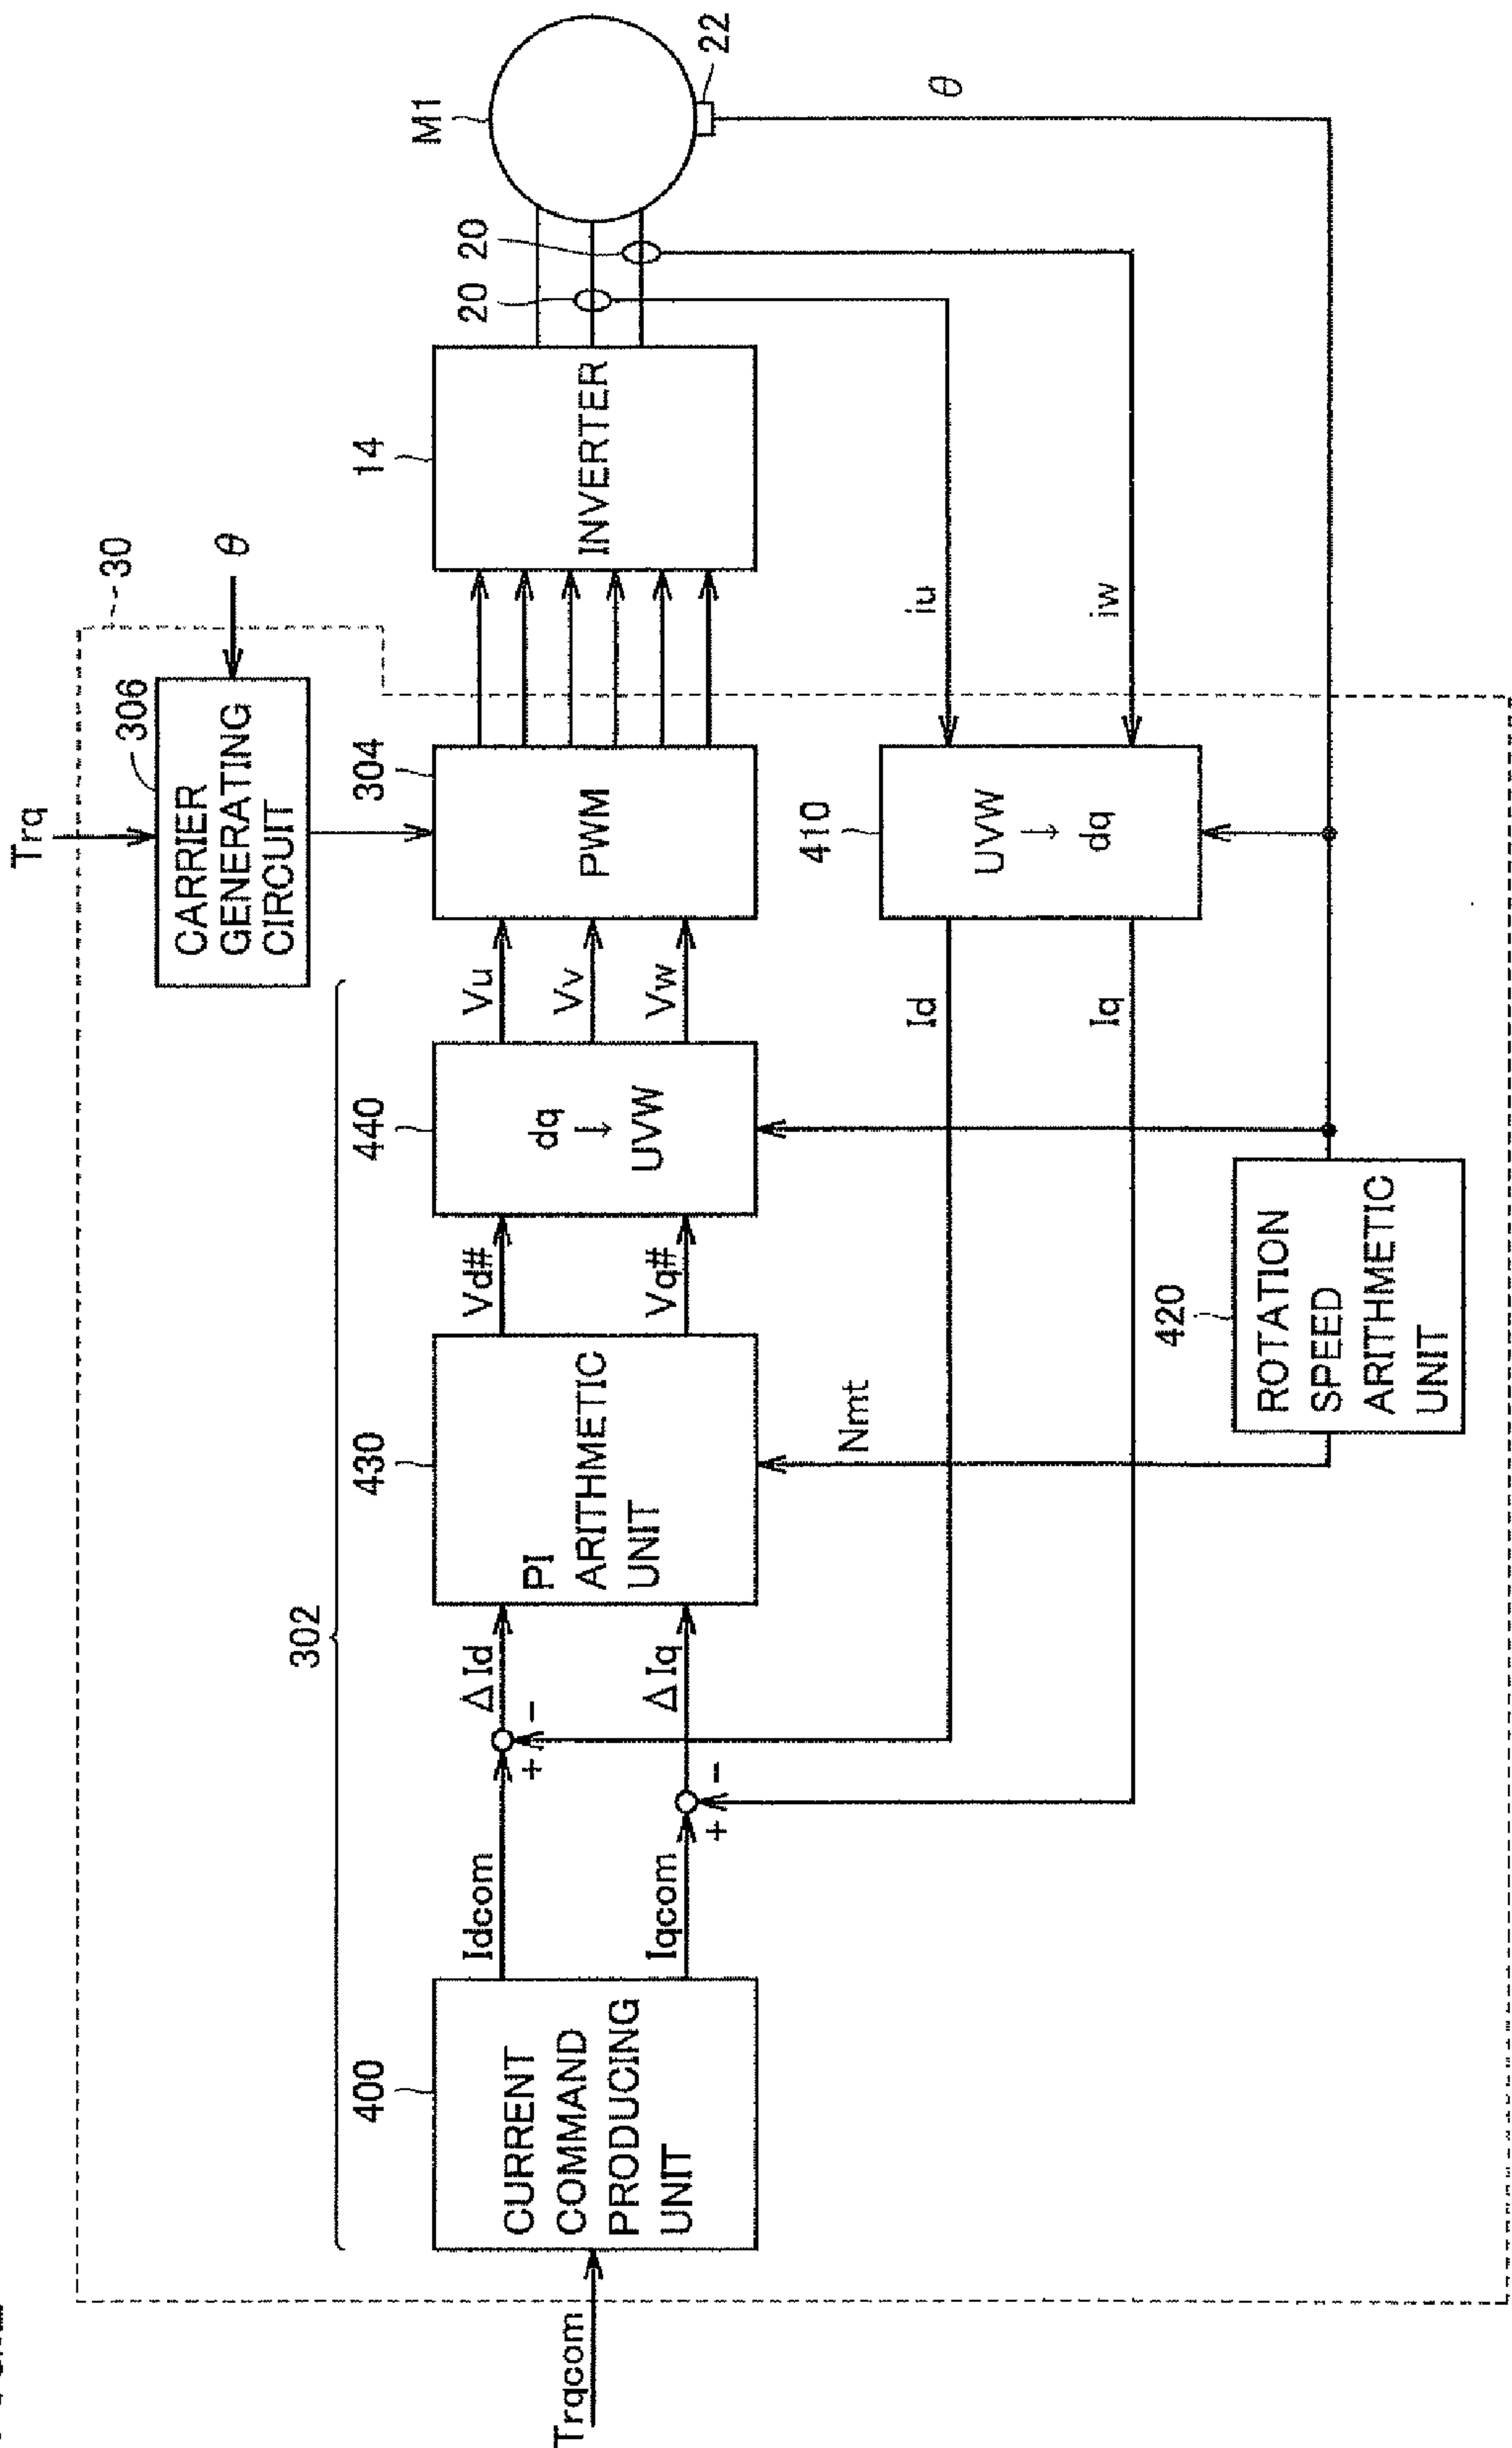 Trq
θ
30
CARRIER
GENERATING
CIRCUIT
306
302
Trqcom
400
CURRENT
COMMAND
PRODUCING
UNIT
Idcom
Iqcom
+
-
+
-
ΔId
ΔIq
430
PI
ARITHMETIC
UNIT
Vd#
Vq#
440
dq
↓
UVW
Vu
Vv
Vw
304
PWM
14
INVERTER
20
20
M1
22
θ
Nmt
Id
Iq
410
UVW
↓
dq
iu
iw
420
ROTATION
SPEED
ARITHMETIC
UNIT